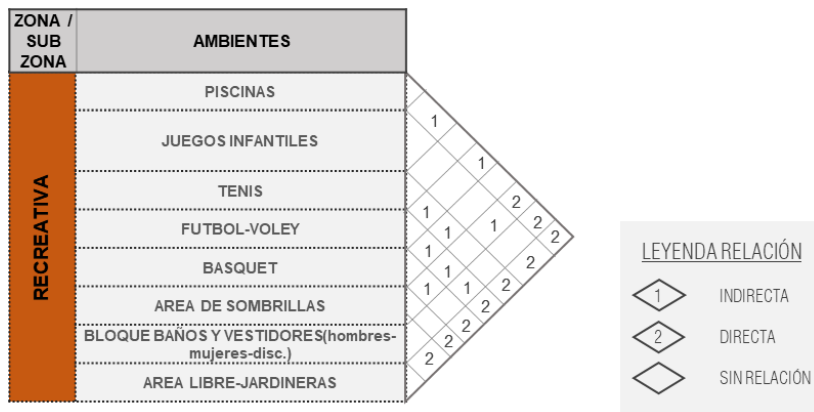 ZONA /
SUB
ZONA
AMBIENTES
RECREATIVA
PISCINAS
JUEGOS INFANTILES
TENIS
FUTBOL-VOLEY
BASQUET
AREA DE SOMBRILLAS
BLOQUE BAÑOS Y VESTIDORES(hombres-
mujeres-disc.)
AREA LIBRE-JARDINERAS
1
1
2
1 1 2
1 1 2
1 2
1 2
1 1 2
2
2
2
2
LEYENDA RELACIÓN
1 INDIRECTA
2 DIRECTA
SIN RELACIÓN